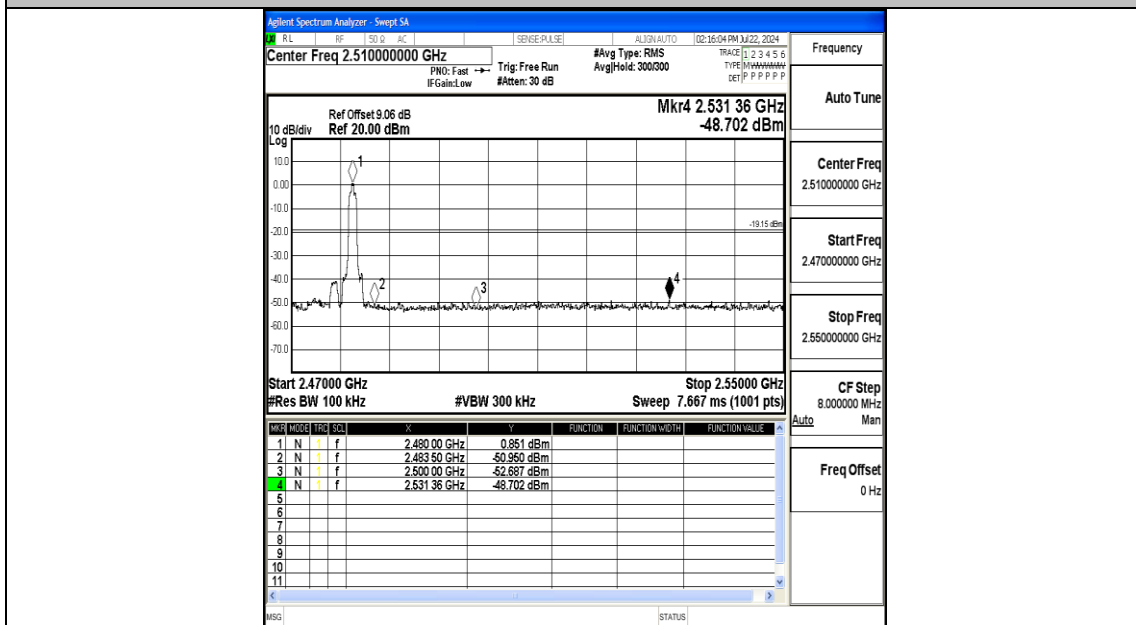 Agilent Spectrum Analyzer - Swept SA
RL RF 50 Ω AC SENSE:PULSE ALIGN AUTO 02:16:04 PM Jul 22, 2024
Center Freq 2.510000000 GHz
PNO: Fast
IFGain:Low
Trig: Free Run
#Atten: 30 dB
#Avg Type: RMS
Avg|Hold: 300/300
TRACE 1 2 3 4 5 6
TYPE M
DET P P P P P P
Mkr4 2.531 36 GHz
-48.702 dBm
Ref Offset 9.06 dB
10 dB/div Ref 20.00 dBm
Log
10.0
0.00
-10.0
-20.0
-30.0
-40.0
-50.0
-60.0
-70.0
1
2
3
4
-19.15 dBm
Start 2.47000 GHz Stop 2.55000 GHz
#Res BW 100 kHz #VBW 300 kHz Sweep 7.667 ms (1001 pts)
MKR MODE TRC SCL X Y FUNCTION FUNCTION WIDTH FUNCTION VALUE
1 N 1 f 2.480 00 GHz 0.851 dBm
2 N 1 f 2.483 50 GHz -50.950 dBm
3 N 1 f 2.500 00 GHz -52.687 dBm
4 N 1 f 2.531 36 GHz -48.702 dBm
5
6
7
8
9
10
11
MSG STATUS
Frequency
Auto Tune
Center Freq
2.510000000 GHz
Start Freq
2.470000000 GHz
Stop Freq
2.550000000 GHz
CF Step
8.000000 MHz
Auto Man
Freq Offset
0 Hz